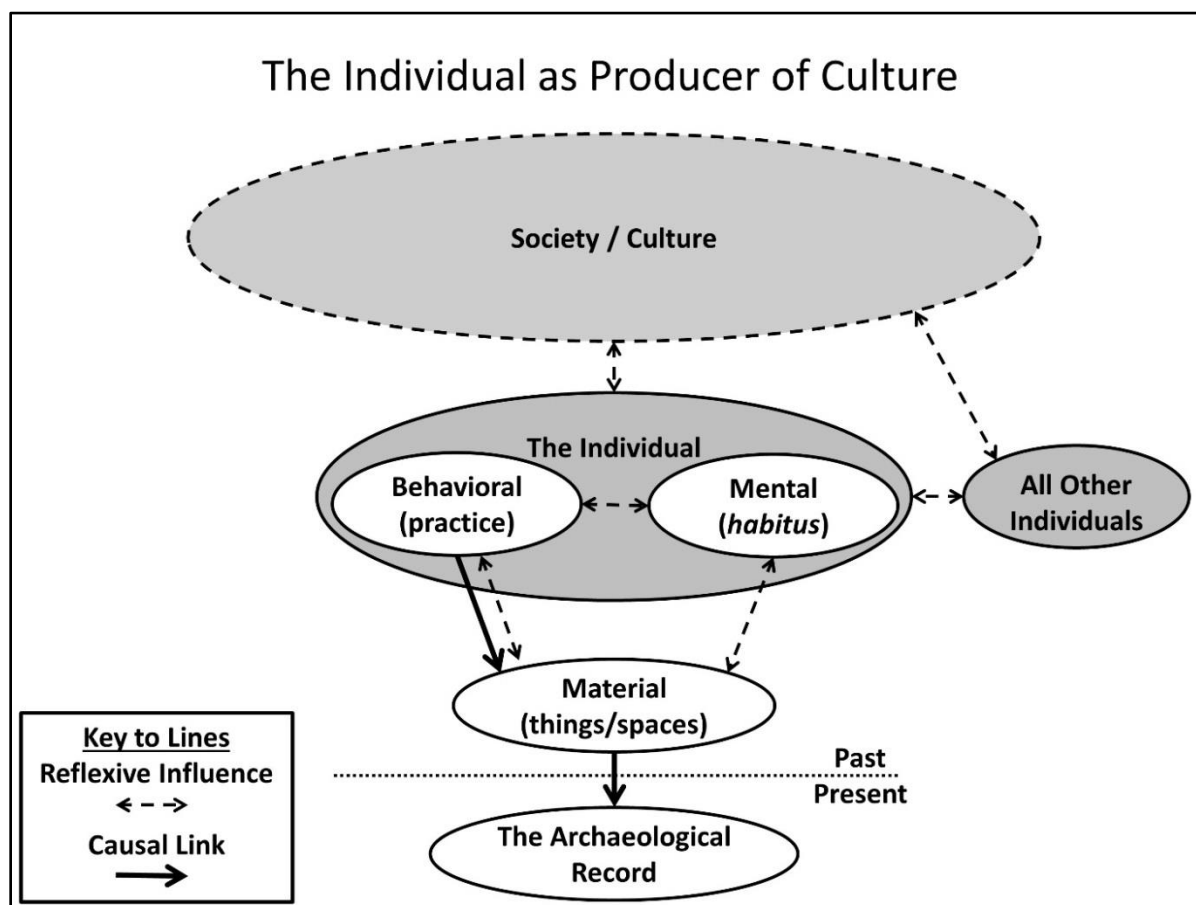 The Individual as Producer of Culture
Society / Culture
The Individual
Behavioral
(practice)
Mental
(habitus)
All Other
Individuals
Material
(things/spaces)
Past
Present
The Archaeological
Record
Key to Lines
Reflexive Influence
Causal Link